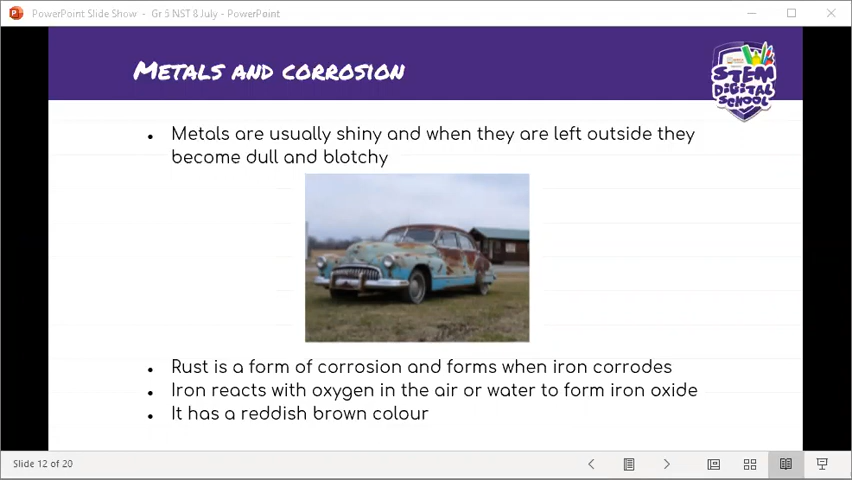 PowerPoint Slide Show - Gr 5 NST 8 July - PowerPoint
METALS AND CORROSION
STEM
DIGITAL
SCHOOL
• Metals are usually shiny and when they are left outside they
become dull and blotchy
• Rust is a form of corrosion and forms when iron corrodes
• Iron reacts with oxygen in the air or water to form iron oxide
• It has a reddish brown colour
Slide 12 of 20